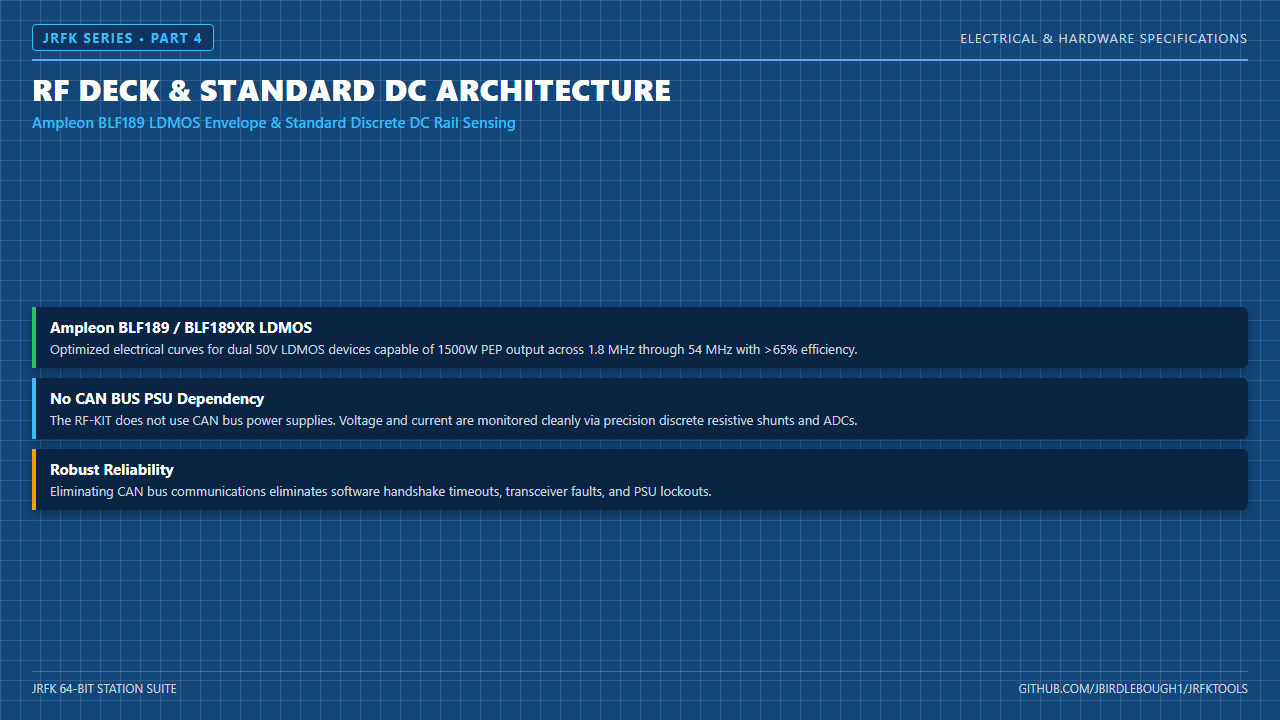 JRFK SERIES • PART 4
ELECTRICAL & HARDWARE SPECIFICATIONS
RF DECK & STANDARD DC ARCHITECTURE
Ampleon BLF189 LDMOS Envelope & Standard Discrete DC Rail Sensing
Ampleon BLF189 / BLF189XR LDMOS
Optimized electrical curves for dual 50V LDMOS devices capable of 1500W PEP output across 1.8 MHz through 54 MHz with >65% efficiency.
No CAN BUS PSU Dependency
The RF-KIT does not use CAN bus power supplies. Voltage and current are monitored cleanly via precision discrete resistive shunts and ADCs.
Robust Reliability
Eliminating CAN bus communications eliminates software handshake timeouts, transceiver faults, and PSU lockouts.
JRFK 64-BIT STATION SUITE
GITHUB.COM/JBIRDLEBOUGH1/JRFKTOOLS